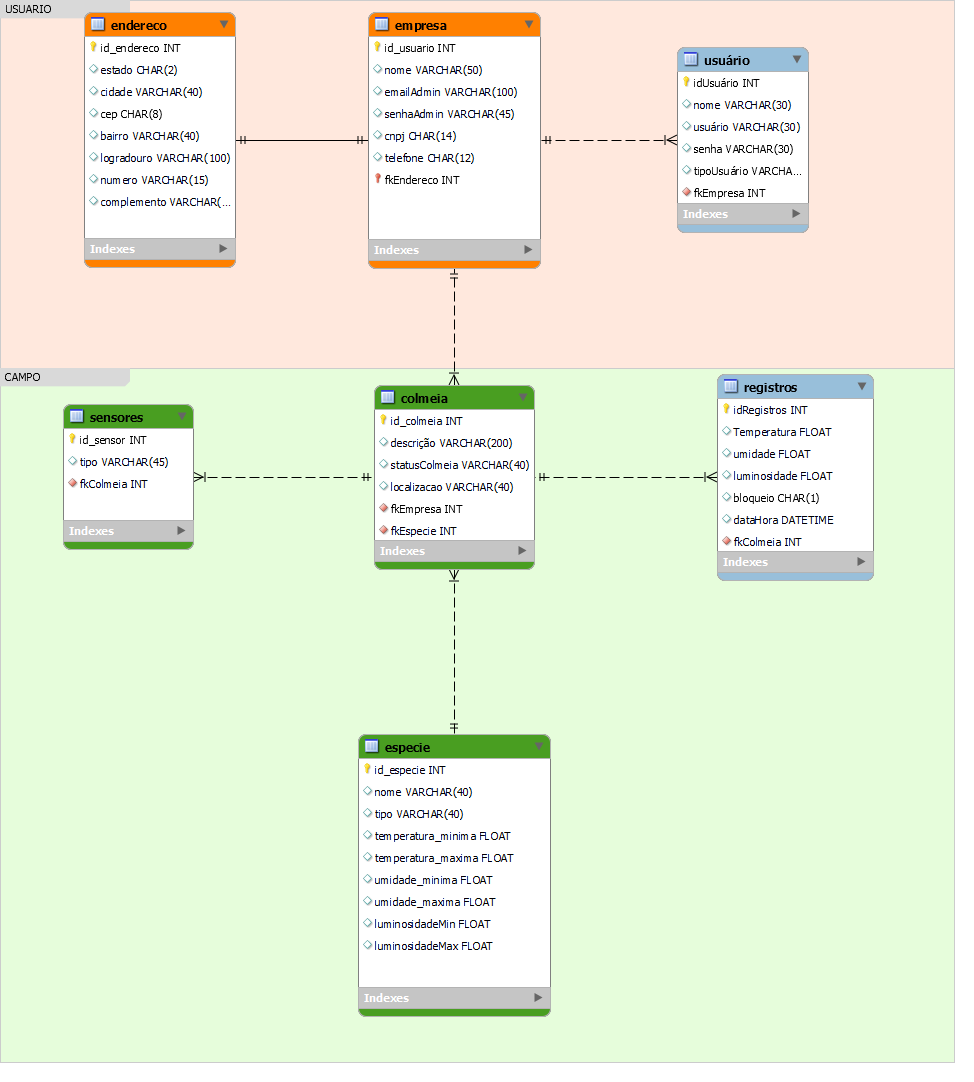 USUARIO
endereco
id_endereco INT
estado CHAR(2)
cidade VARCHAR(40)
cep CHAR(8)
bairro VARCHAR(40)
logradouro VARCHAR(100)
numero VARCHAR(15)
complemento VARCHAR(...
Indexes
empresa
id_usuario INT
nome VARCHAR(50)
emailAdmin VARCHAR(100)
senhaAdmin VARCHAR(45)
cnpj CHAR(14)
telefone CHAR(12)
fkEndereco INT
Indexes
usuário
idUsuário INT
nome VARCHAR(30)
usuário VARCHAR(30)
senha VARCHAR(30)
tipoUsuário VARCHA...
fkEmpresa INT
Indexes
CAMPO
sensores
id_sensor INT
tipo VARCHAR(45)
fkColmeia INT
Indexes
colmeia
id_colmeia INT
descrição VARCHAR(200)
statusColmeia VARCHAR(40)
localizacao VARCHAR(40)
fkEmpresa INT
fkEspecie INT
Indexes
registros
idRegistros INT
Temperatura FLOAT
umidade FLOAT
luminosidade FLOAT
bloqueio CHAR(1)
dataHora DATETIME
fkColmeia INT
Indexes
especie
id_especie INT
nome VARCHAR(40)
tipo VARCHAR(40)
temperatura_minima FLOAT
temperatura_maxima FLOAT
umidade_minima FLOAT
umidade_maxima FLOAT
luminosidadeMin FLOAT
luminosidadeMax FLOAT
Indexes